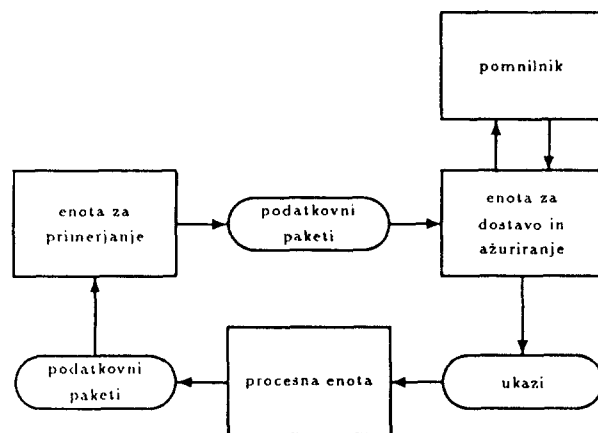 pomnilnik
enota za
primerjanje
podatkovni
paketi
enota za
dostavo in
ažuriranje
podatkovni
paketi
procesna enota
ukazi